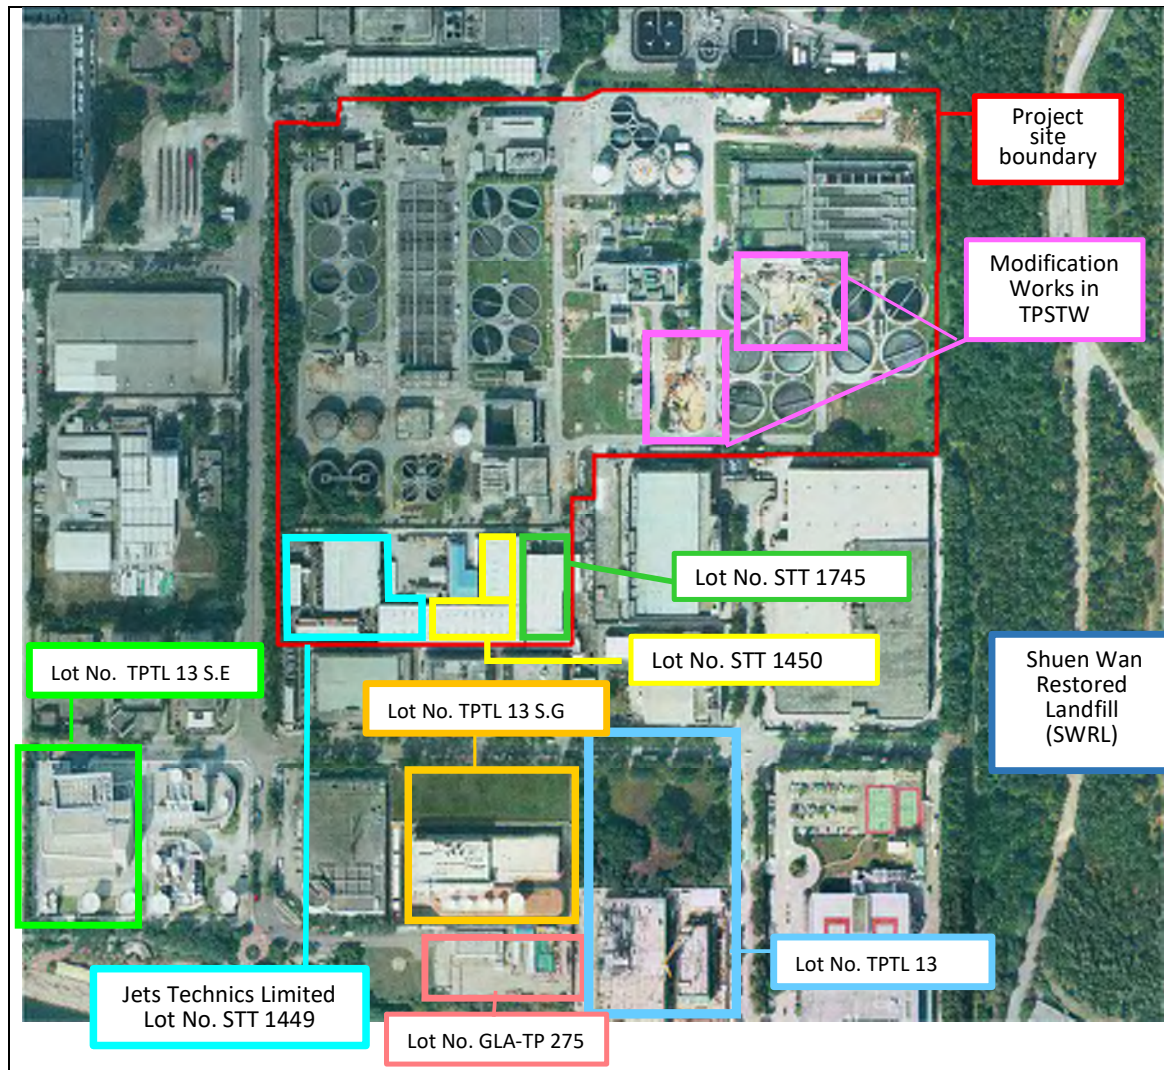 Project
site
boundary
Modification
Works in
TPSTW
Lot No. STT 1745
Lot No. STT 1450
Lot No. TPTL 13 S.E
Lot No. TPTL 13 S.G
Shuen Wan
Restored
Landfill
(SWRL)
Lot No. TPTL 13
Jets Technics Limited
Lot No. STT 1449
Lot No. GLA-TP 275